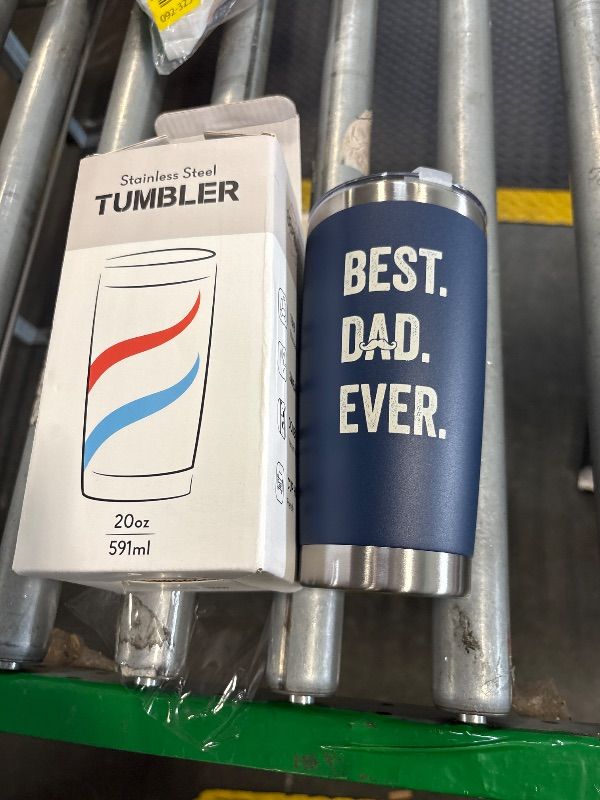 Stainless Steel
TUMBLER
20oz
591ml
BEST.
DAD.
EVER.